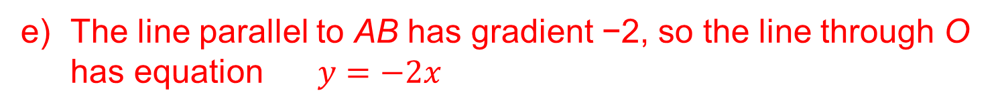 e) The line parallel to AB has gradient −2, so the line through O
has equation y = −2x